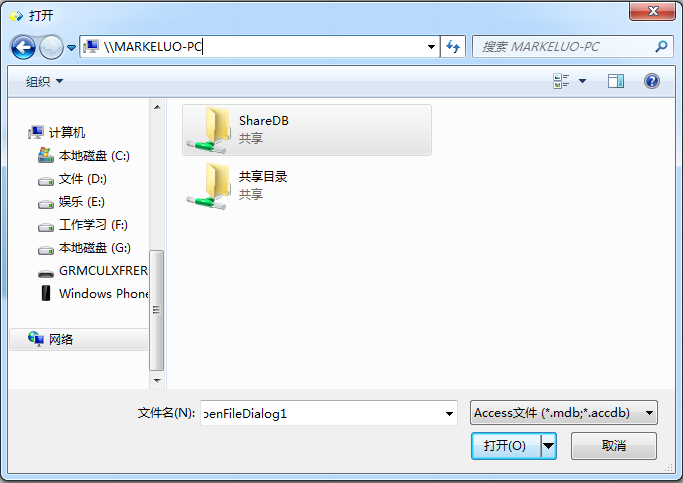 打开
\\MARKELUO-PC
搜索 MARKELUO-PC
组织
计算机
本地磁盘 (C:)
文件 (D:)
娱乐 (E:)
工作学习 (F:)
本地磁盘 (G:)
GRMCULXFRER
Windows Phone
网络
ShareDB
共享
共享目录
共享
文件名(N):
penFileDialog1
Access文件 (*.mdb;*.accdb)
打开(O)
取消